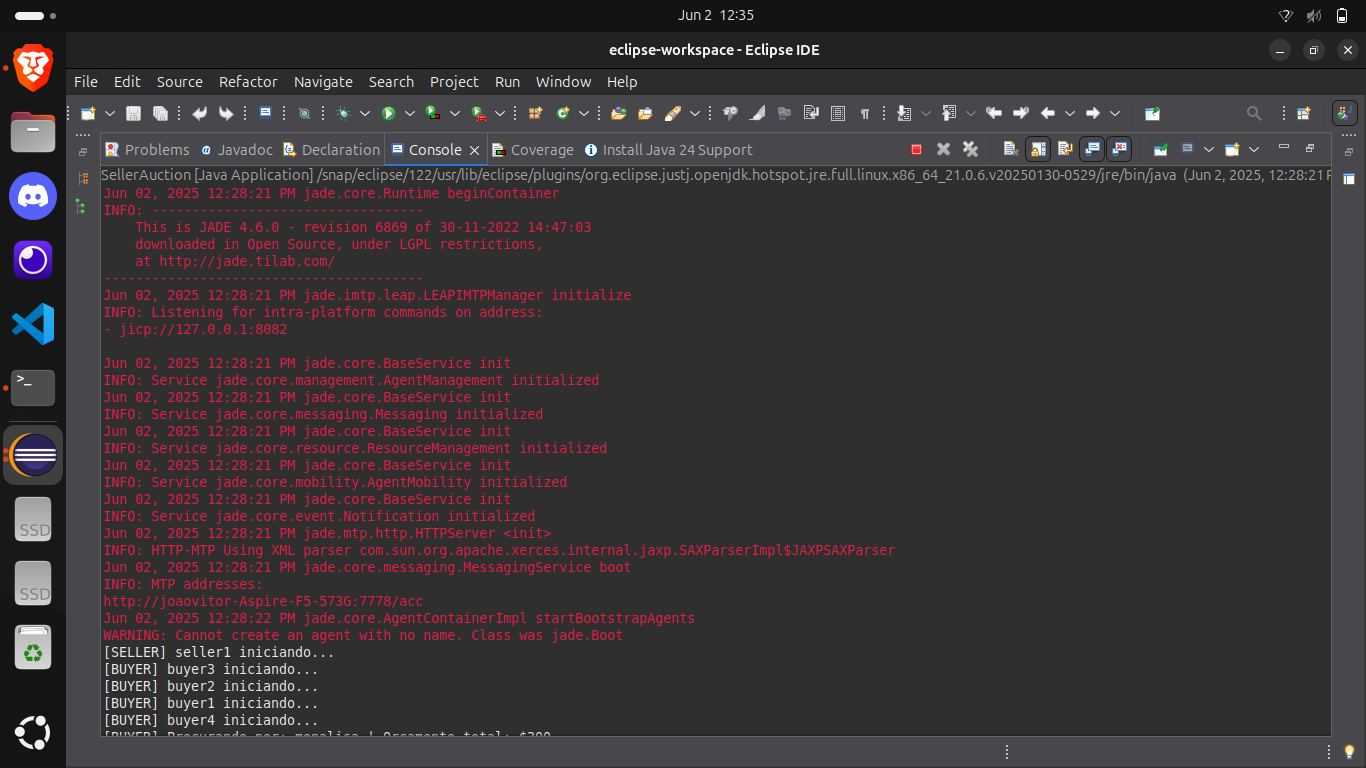 Jun 2 12:35
eclipse-workspace - Eclipse IDE
File Edit Source Refactor Navigate Search Project Run Window Help
Problems Javadoc Declaration Console Coverage Install Java 24 Support
SellerAuction [Java Application] /snap/eclipse/122/usr/lib/eclipse/plugins/org.eclipse.justj.openjdk.hotspot.jre.full.linux.x86_64_21.0.6.v20250130-0529/jre/bin/java (Jun 2, 2025, 12:28:21 P
Jun 02, 2025 12:28:21 PM jade.core.Runtime beginContainer
INFO: ----------------------------------
This is JADE 4.6.0 - revision 6869 of 30-11-2022 14:47:03
downloaded in Open Source, under LGPL restrictions,
at http://jade.tilab.com/
----------------------------------------
Jun 02, 2025 12:28:21 PM jade.imtp.leap.LEAPIMTPManager initialize
INFO: Listening for intra-platform commands on address:
- jicp://127.0.0.1:8082
Jun 02, 2025 12:28:21 PM jade.core.BaseService init
INFO: Service jade.core.management.AgentManagement initialized
Jun 02, 2025 12:28:21 PM jade.core.BaseService init
INFO: Service jade.core.messaging.Messaging initialized
Jun 02, 2025 12:28:21 PM jade.core.BaseService init
INFO: Service jade.core.resource.ResourceManagement initialized
Jun 02, 2025 12:28:21 PM jade.core.BaseService init
INFO: Service jade.core.mobility.AgentMobility initialized
Jun 02, 2025 12:28:21 PM jade.core.BaseService init
INFO: Service jade.core.event.Notification initialized
Jun 02, 2025 12:28:21 PM jade.mtp.http.HTTPServer <init>
INFO: HTTP-MTP Using XML parser com.sun.org.apache.xerces.internal.jaxp.SAXParserImpl$JAXPSAXParser
Jun 02, 2025 12:28:21 PM jade.core.messaging.MessagingService boot
INFO: MTP addresses:
http://joaovitor-Aspire-F5-573G:7778/acc
Jun 02, 2025 12:28:22 PM jade.core.AgentContainerImpl startBootstrapAgents
WARNING: Cannot create an agent with no name. Class was jade.Boot
[SELLER] seller1 iniciando...
[BUYER] buyer3 iniciando...
[BUYER] buyer2 iniciando...
[BUYER] buyer1 iniciando...
[BUYER] buyer4 iniciando...
[BUYER] Procurando por: monalisa | Orçamento total: $300
SSD
SSD